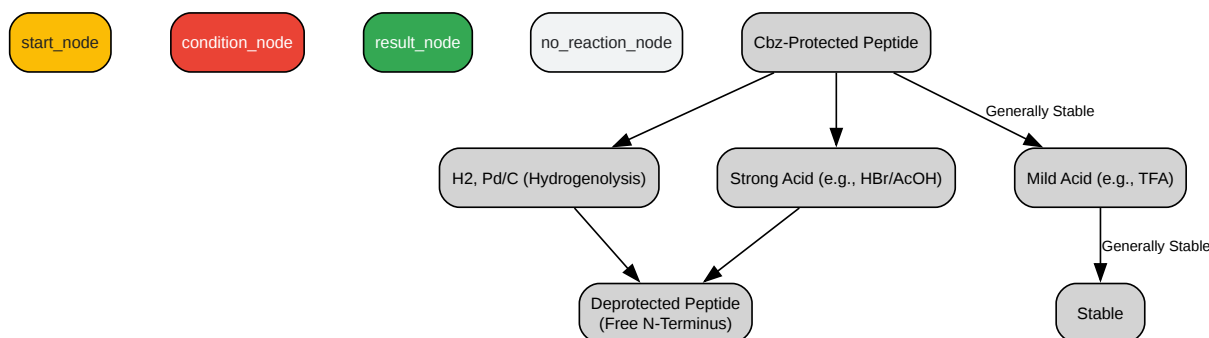 start_node
condition_node
result_node
no_reaction_node
Cbz-Protected Peptide
Generally Stable
H2, Pd/C (Hydrogenolysis)
Strong Acid (e.g., HBr/AcOH)
Mild Acid (e.g., TFA)
Generally Stable
Deprotected Peptide
(Free N-Terminus)
Stable